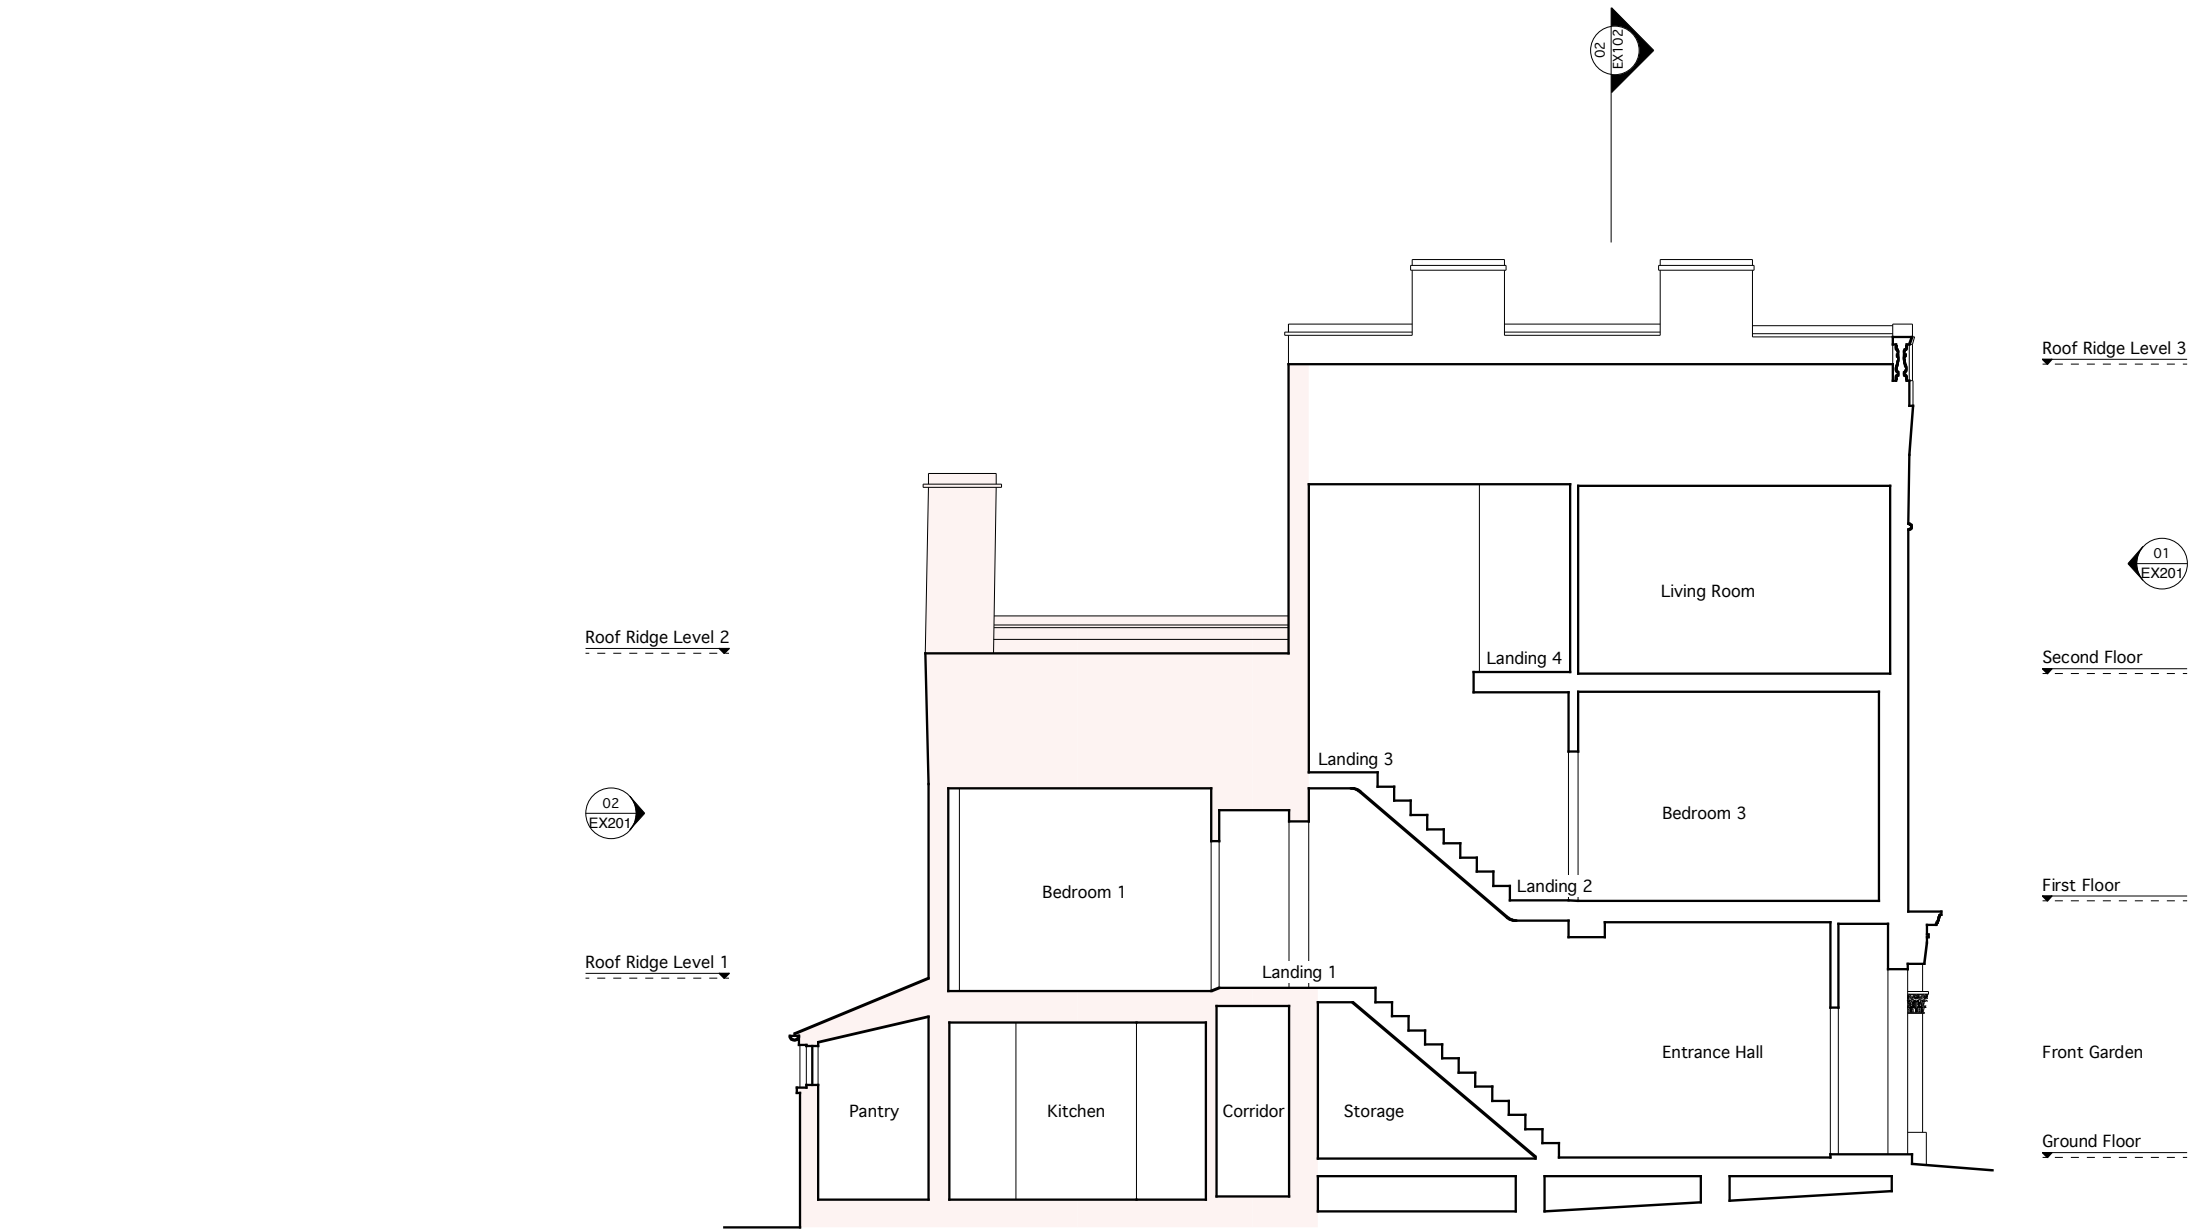 02
EX102
Roof Ridge Level 3
01
EX201
Living Room
Roof Ridge Level 2
Landing 4
Second Floor
Landing 3
02
EX201
Bedroom 3
Bedroom 1
Landing 2
First Floor
Roof Ridge Level 1
Landing 1
Entrance Hall
Front Garden
Pantry
Kitchen
Corridor
Storage
Ground Floor